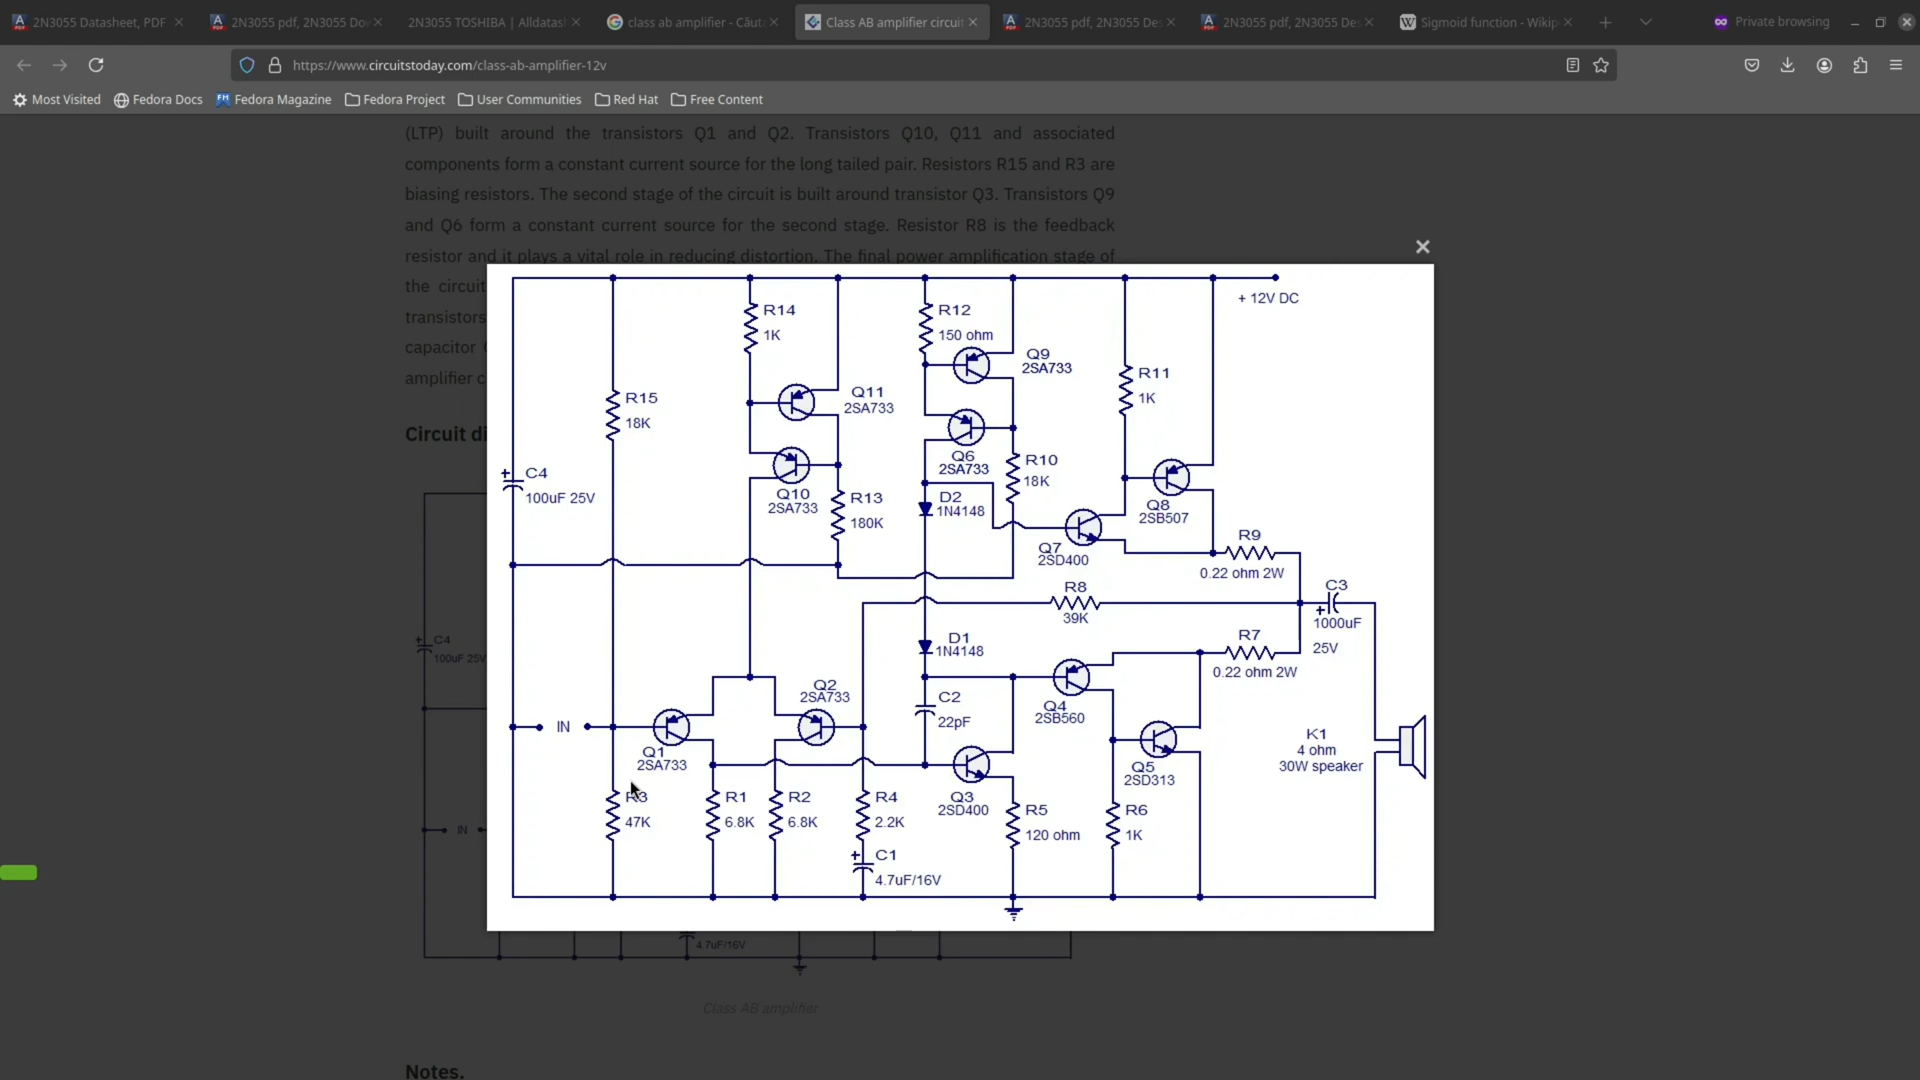 2N3055 Datasheet, PDF
2N3055 pdf, 2N3055 Do
2N3055 TOSHIBA | Alldatas
class ab amplifier - Cău
Class AB amplifier circui
2N3055 pdf, 2N3055 De
2N3055 pdf, 2N3055 De
Sigmoid function - Wikip
Private browsing
https://www.circuitstoday.com/class-ab-amplifier-12v
Most Visited
Fedora Docs
Fedora Magazine
Fedora Project
User Communities
Red Hat
Free Content
(LTP) built around the transistors Q1 and Q2. Transistors Q10, Q11 and associated
components form a constant current source for the long tailed pair. Resistors R15 and R3 are
biasing resistors. The second stage of the circuit is built around transistor Q3. Transistors Q9
and Q6 form a constant current source for the second stage. Resistor R8 is the feedback
resistor and it plays a vital role in reducing distortion. The final power amplification stage of
the circuit
transistors
capacitor
amplifier c
Circuit di
+ 12V DC
R14
1K
R12
150 ohm
Q9
2SA733
R11
1K
R15
18K
Q11
2SA733
Q6
2SA733
R10
18K
C4
100uF 25V
Q10
2SA733
R13
180K
D2
1N4148
Q8
2SB507
Q7
2SD400
R9
0.22 ohm 2W
R8
39K
C3
+
1000uF
25V
D1
1N4148
R7
0.22 ohm 2W
Q2
2SA733
C2
22pF
Q4
2SB560
IN
Q1
2SA733
Q3
2SD400
Q5
2SD313
K1
4 ohm
30W speaker
R3
47K
R1
6.8K
R2
6.8K
R4
2.2K
R5
120 ohm
R6
1K
+
C1
4.7uF/16V
+
C4
100uF 25V
IN
4.7uF/16V
Class AB amplifier
Notes.